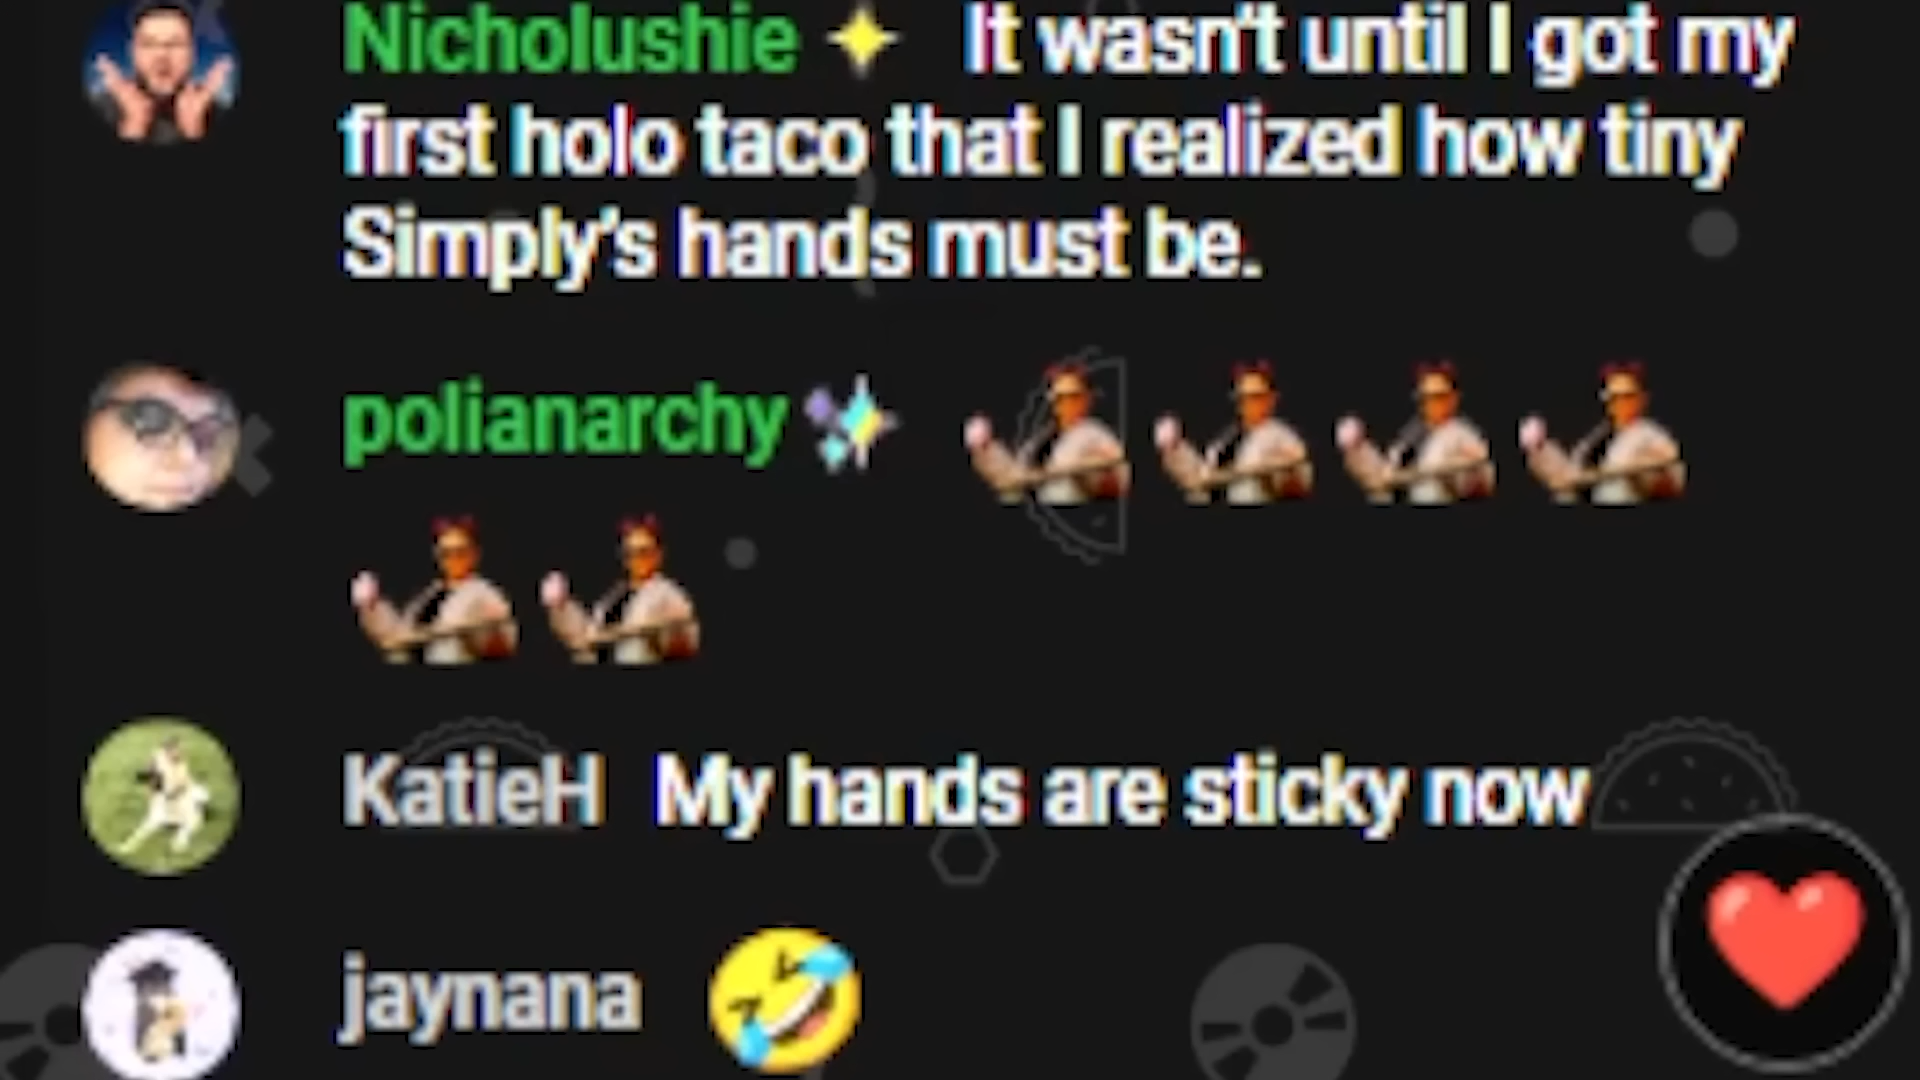 Nicholushie It wasn't until I got my
first holo taco that I realized how tiny
Simply's hands must be.
polianarchy
KatieH My hands are sticky now
jaynana